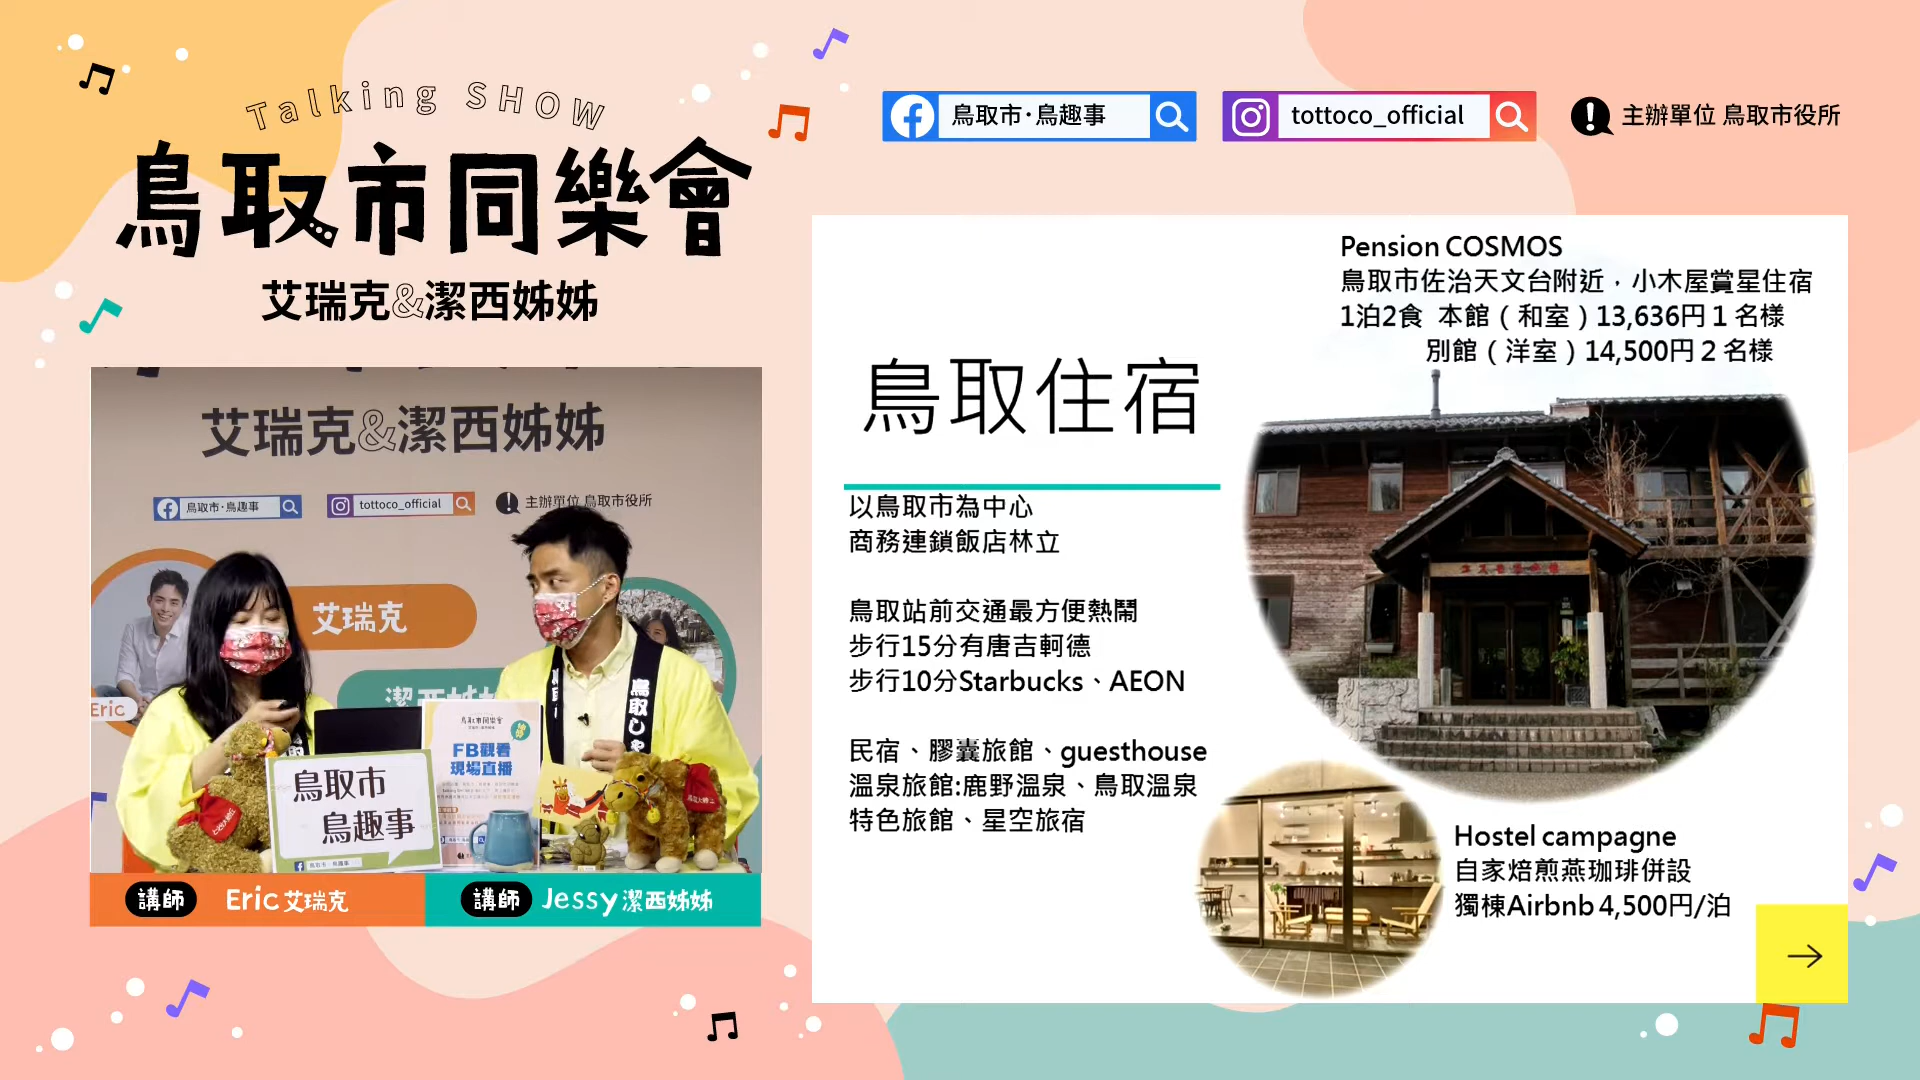 Talking SHOW
鳥取市同樂會
艾瑞克&潔西姊姊
鳥取市·鳥趣事
tottoco_official
主辦單位 鳥取市役所
艾瑞克&潔西姊姊
鳥取市·鳥趣事
tottoco_official
主辦單位 鳥取市役所
艾瑞克
Eric
鳥取市同樂會
FB觀看
現場直播
鳥取市
鳥趣事
講師 Eric 艾瑞克
講師 Jessy 潔西姊姊
鳥取住宿
以鳥取市為中心
商務連鎖飯店林立
鳥取站前交通最方便熱鬧
步行15分有唐吉軻德
步行10分Starbucks、AEON
民宿、膠囊旅館、guesthouse
溫泉旅館:鹿野溫泉、鳥取溫泉
特色旅館、星空旅宿
Pension COSMOS
鳥取市佐治天文台附近，小木屋賞星住宿
1泊2食 本館（和室）13,636円 1 名様
別館（洋室）14,500円 2 名様
Hostel campagne
自家焙煎燕珈琲併設
獨棟Airbnb 4,500円/泊